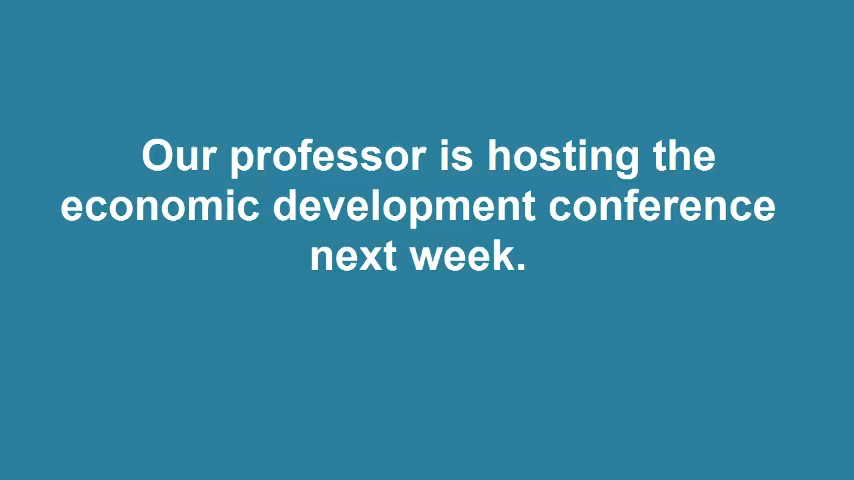 Our professor is hosting the
economic development conference
next week.